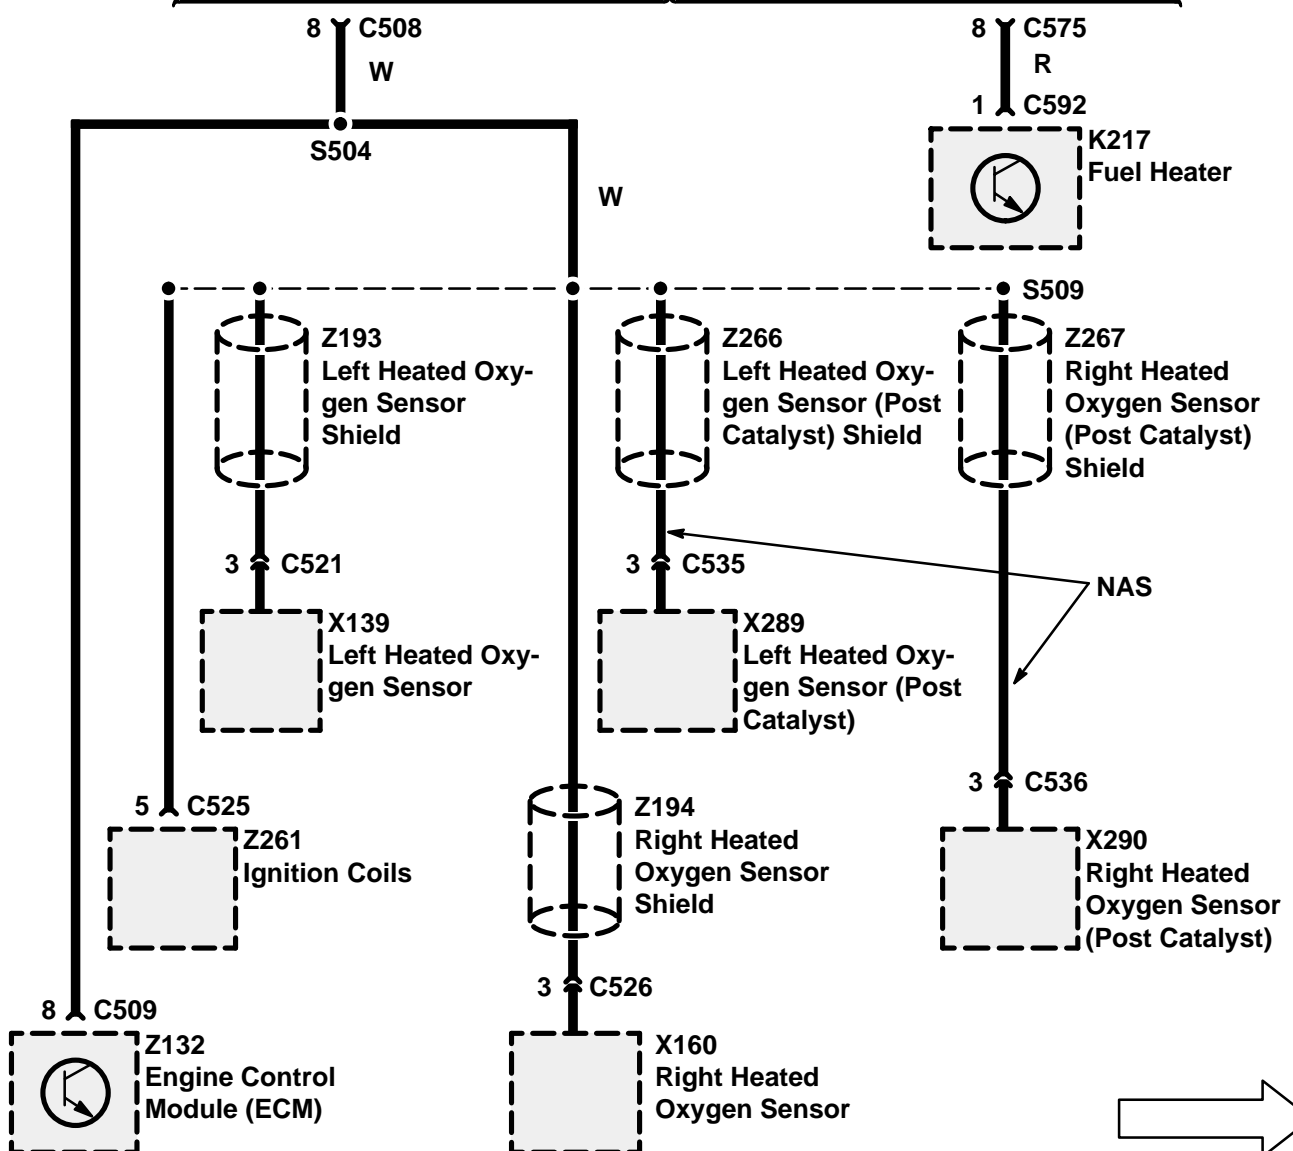 8 C508
W
S504
W
8 C575
R
1 C592
K217
Fuel Heater
S509
Z193
Left Heated Oxy-
gen Sensor
Shield
Z266
Left Heated Oxy-
gen Sensor (Post
Catalyst) Shield
Z267
Right Heated
Oxygen Sensor
(Post Catalyst)
Shield
3 C521
3 C535
NAS
X139
Left Heated Oxy-
gen Sensor
X289
Left Heated Oxy-
gen Sensor (Post
Catalyst)
5 C525
Z261
Ignition Coils
Z194
Right Heated
Oxygen Sensor
Shield
3 C536
X290
Right Heated
Oxygen Sensor
(Post Catalyst)
3 C526
8 C509
Z132
Engine Control
Module (ECM)
X160
Right Heated
Oxygen Sensor